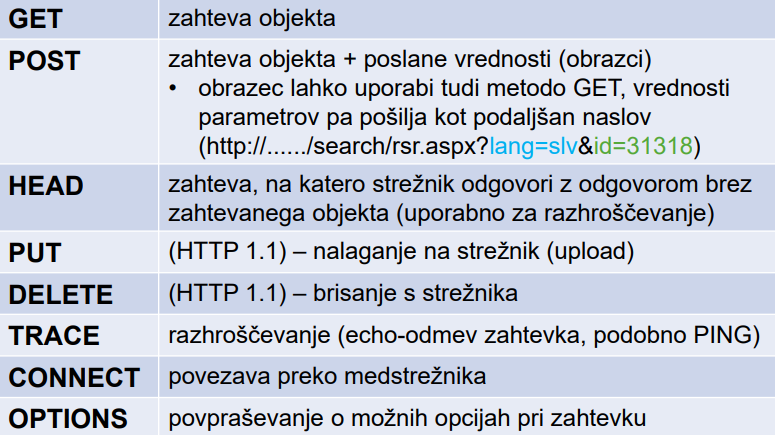 GET zahteva objekta
POST zahteva objekta + poslane vrednosti (obrazci)
• obrazec lahko uporabi tudi metodo GET, vrednosti
parametrov pa pošilja kot podaljšan naslov
(http://....../search/rsr.aspx?lang=slv&id=31318)
HEAD zahteva, na katero strežnik odgovori z odgovorom brez
zahtevanega objekta (uporabno za razhroščevanje)
PUT (HTTP 1.1) – nalaganje na strežnik (upload)
DELETE (HTTP 1.1) – brisanje s strežnika
TRACE razhroščevanje (echo-odmev zahtevka, podobno PING)
CONNECT povezava preko medstrežnika
OPTIONS povpraševanje o možnih opcijah pri zahtevku